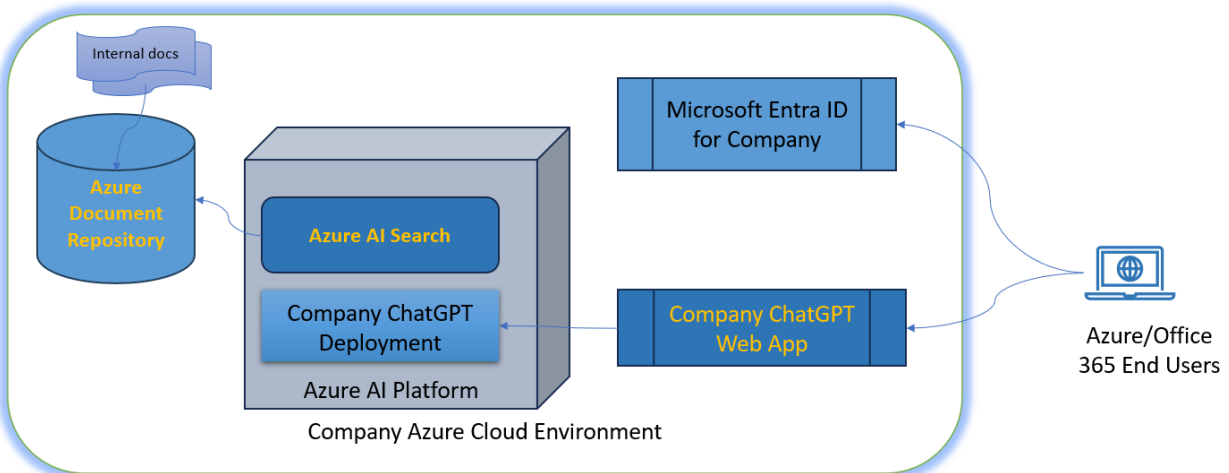 Internal docs
Azure
Document
Repository
Azure AI Search
Company ChatGPT
Deployment
Azure AI Platform
Microsoft Entra ID
for Company
Company ChatGPT
Web App
Azure/Office
365 End Users
Company Azure Cloud Environment